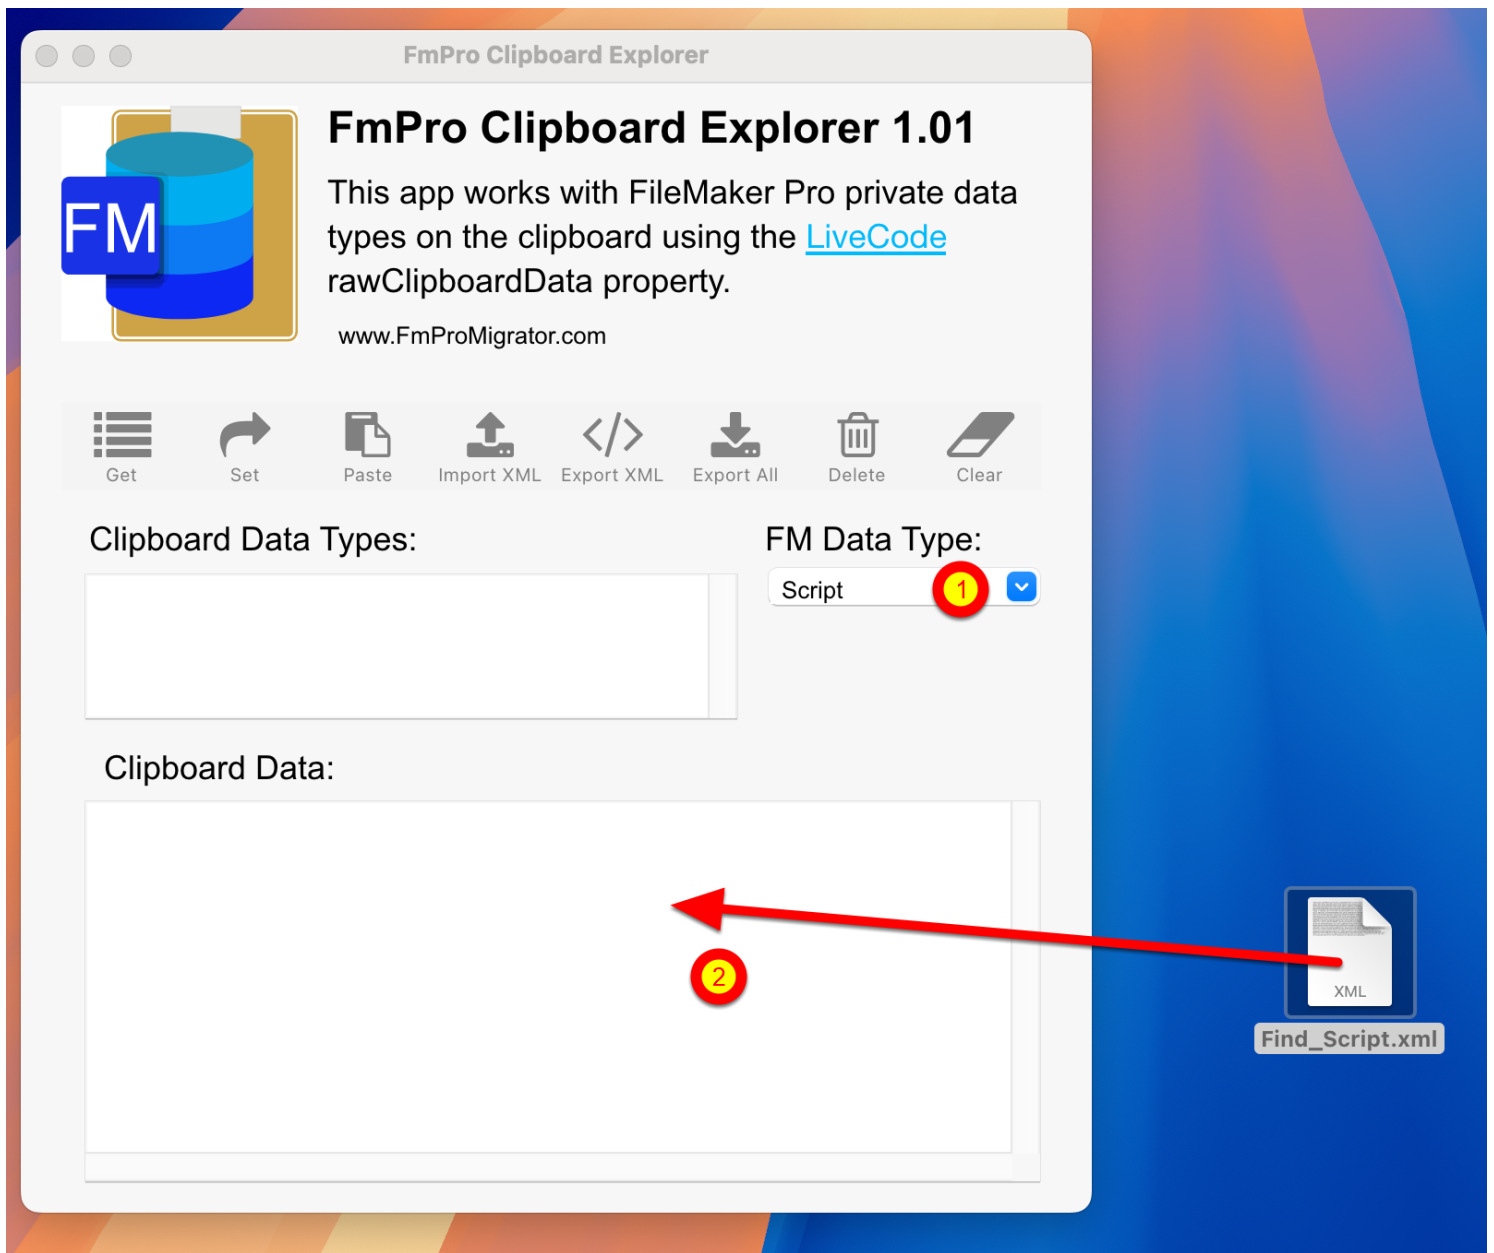 FmPro Clipboard Explorer
FM
FmPro Clipboard Explorer 1.01
This app works with FileMaker Pro private data
types on the clipboard using the LiveCode
rawClipboardData property.
www.FmProMigrator.com
Get Set Paste Import XML Export XML Export All Delete Clear
Clipboard Data Types:
FM Data Type:
Script
1
Clipboard Data:
2
XML
Find_Script.xml